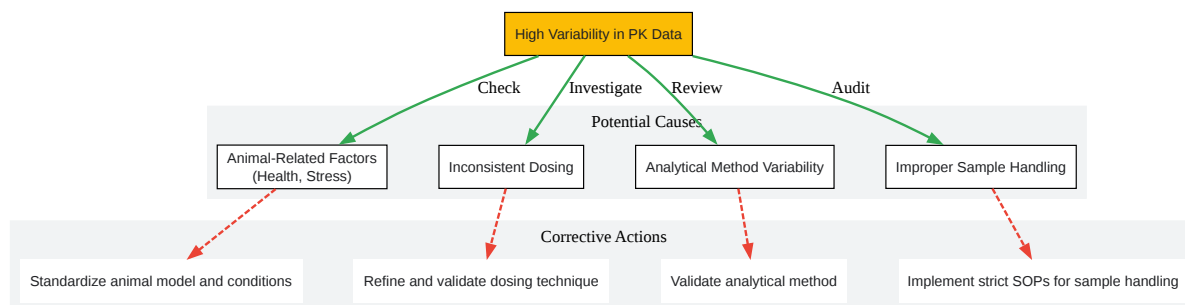 High Variability in PK Data
Check
Investigate
Review
Audit
Potential Causes
Animal-Related Factors
(Health, Stress)
Inconsistent Dosing
Analytical Method Variability
Improper Sample Handling
Corrective Actions
Standardize animal model and conditions
Refine and validate dosing technique
Validate analytical method
Implement strict SOPs for sample handling